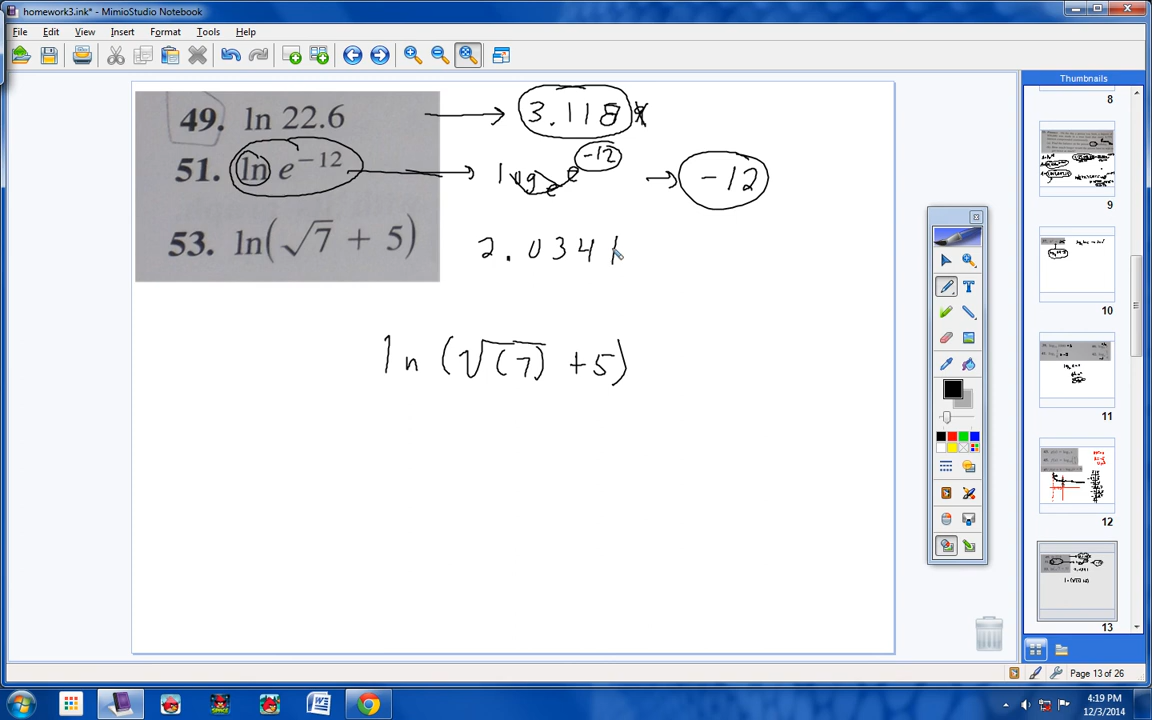 homework3.ink* - MimioStudio Notebook
File Edit View Insert Format Tools Help
Thumbnails
49. ln 22.6 → 3.118
51. ln e^{-12} → log_e e^{-12} → -12
53. ln(√7 + 5) 2.034
ln (√(7) + 5)
8
9
10
11
12
13
T
Page 13 of 26
4:19 PM
12/3/2014